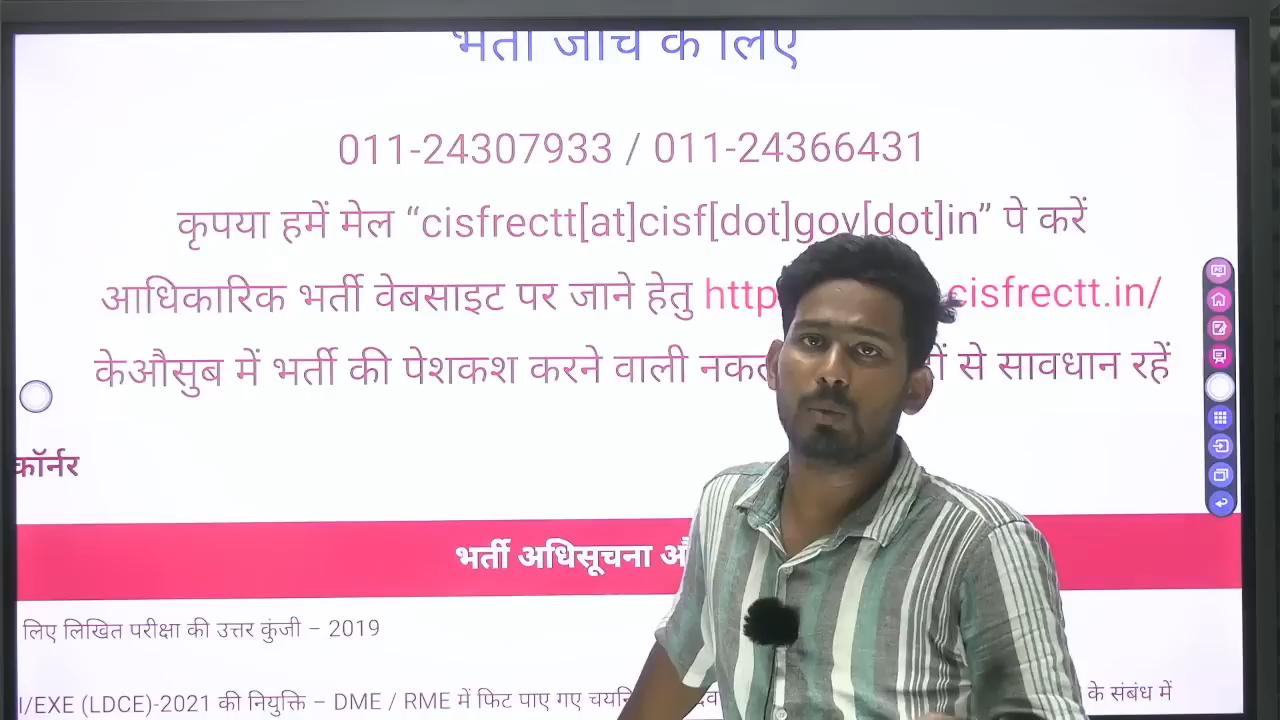 भर्ती जांच के लिए
011-24307933 / 011-24366431
कृपया हमें मेल “cisfrectt[at]cisf[dot]gov[dot]in” पे करें
आधिकारिक भर्ती वेबसाइट पर जाने हेतु http cisfrectt.in/
केऔसुब में भर्ती की पेशकश करने वाली से सावधान रहें
कॉर्नर
भर्ती अधिसूचना
लिए लिखित परीक्षा की उत्तर कुंजी – 2019
I/EXE (LDCE)-2021 की नियुक्ति – DME / RME में फिट पाए गए के संबंध में